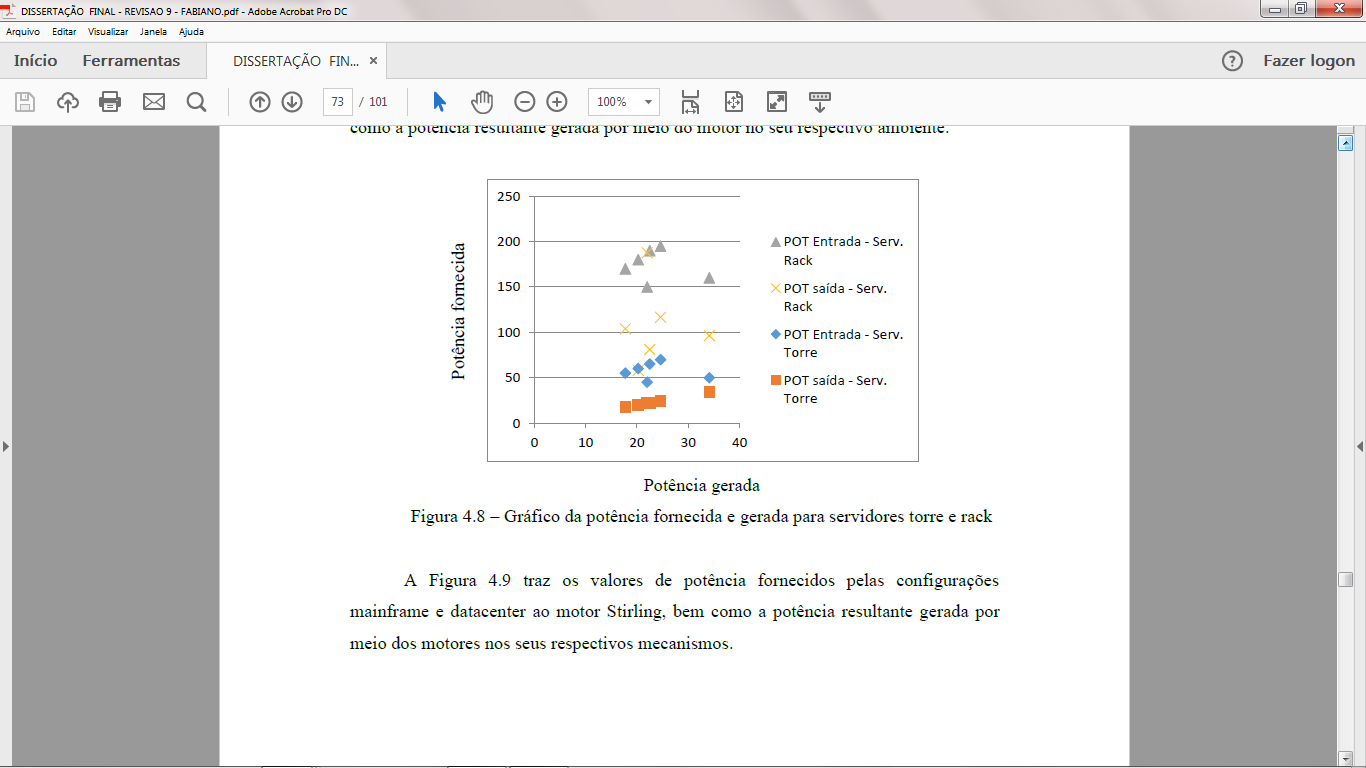 DISSERTAÇÃO  FINAL - REVISAO 9 - FABIANO.pdf - Adobe Acrobat Pro DC
Arquivo Editar Visualizar Janela Ajuda
Início Ferramentas DISSERTAÇÃO  FIN... × Fazer logon
73 / 101 100%
como a potência resultante gerada por meio do motor no seu respectivo ambiente.
Potência fornecida
250
200
150
100
50
0
0 10 20 30 40
POT Entrada - Serv.
Rack
POT saída - Serv.
Rack
POT Entrada - Serv.
Torre
POT saída - Serv.
Torre
Potência gerada
Figura 4.8 – Gráfico da potência fornecida e gerada para servidores torre e rack
A Figura 4.9 traz os valores de potência fornecidos pelas configurações
mainframe e datacenter ao motor Stirling, bem como a potência resultante gerada por
meio dos motores nos seus respectivos mecanismos.